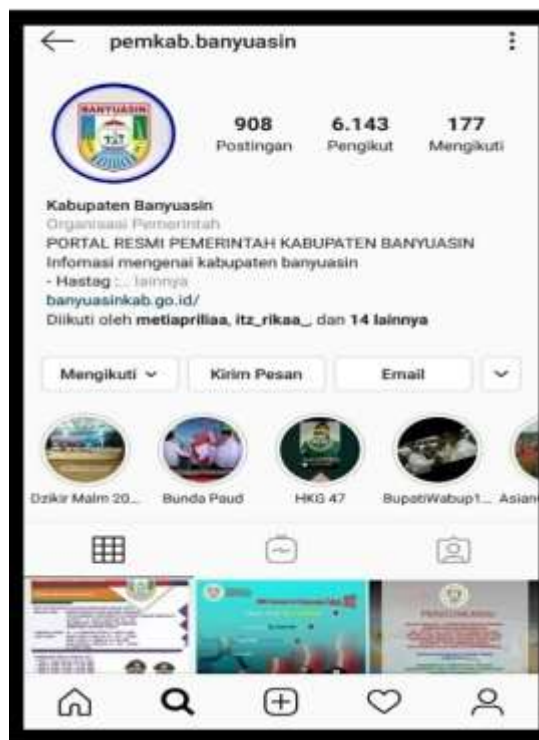 pemkab.banyuasin
BANYUASIN
908 6.143 177
Postingan Pengikut Mengikuti
Kabupaten Banyuasin
Organisasi Pemerintah
PORTAL RESMI PEMERINTAH KABUPATEN BANYUASIN
Infomasi mengenai kabupaten banyuasin
- Hastag :... lainnya
banyuasinkab.go.id/
Diikuti oleh metiapriliaa, itz_rikaa_, dan 14 lainnya
Mengikuti Kirim Pesan Email
Dzikir Malm 20... Bunda Paud HKG 47 BupatiWabup1... Asian
PENGUMUMAN